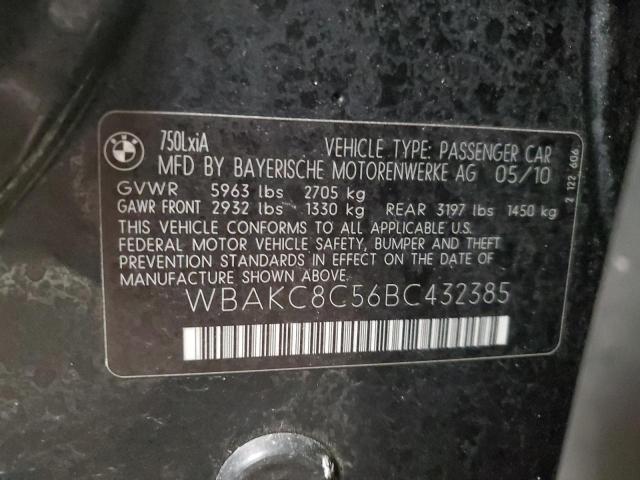 750LxiA VEHICLE TYPE: PASSENGER CAR
MFD BY BAYERISCHE MOTORENWERKE AG 05/10
GVWR 5963 lbs 2705 kg
GAWR FRONT 2932 lbs 1330 kg REAR 3197 lbs 1450 kg
THIS VEHICLE CONFORMS TO ALL APPLICABLE U.S.
FEDERAL MOTOR VEHICLE SAFETY, BUMPER AND THEFT
PREVENTION STANDARDS IN EFFECT ON THE DATE OF
MANUFACTURE SHOWN ABOVE.
WBAKC8C56BC432385
2 122 406
BMW